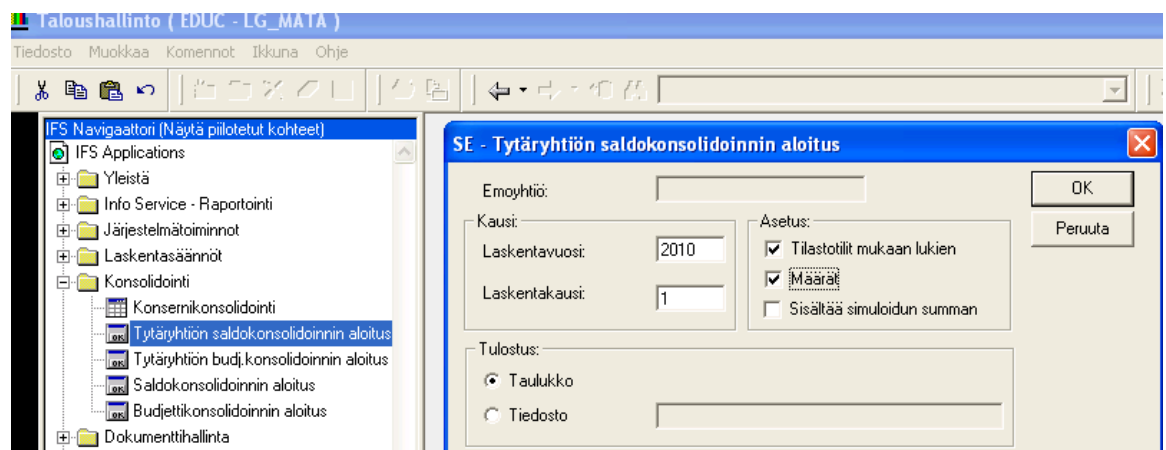 Taloushallinto ( EDUC - LG_MATA )
Tiedosto Muokkaa Komennot Ikkuna Ohje
IFS Navigaattori (Näytä piilotetut kohteet)
IFS Applications
Yleistä
Info Service - Raportointi
Järjestelmätoiminnot
Laskentasäännöt
Konsolidointi
Konsernikonsolidointi
Tytäryhtiön saldokonsolidoinnin aloitus
Tytäryhtiön budj.konsolidoinnin aloitus
Saldokonsolidoinnin aloitus
Budjettikonsolidoinnin aloitus
Dokumenttihallinta
SE - Tytäryhtiön saldokonsolidoinnin aloitus
Emoyhtiö:
OK
Peruuta
Kausi:
Laskentavuosi: 2010
Laskentakausi: 1
Asetus:
Tilastotilit mukaan lukien
Määrät
Sisältää simuloidun summan
Tulostus:
Taulukko
Tiedosto